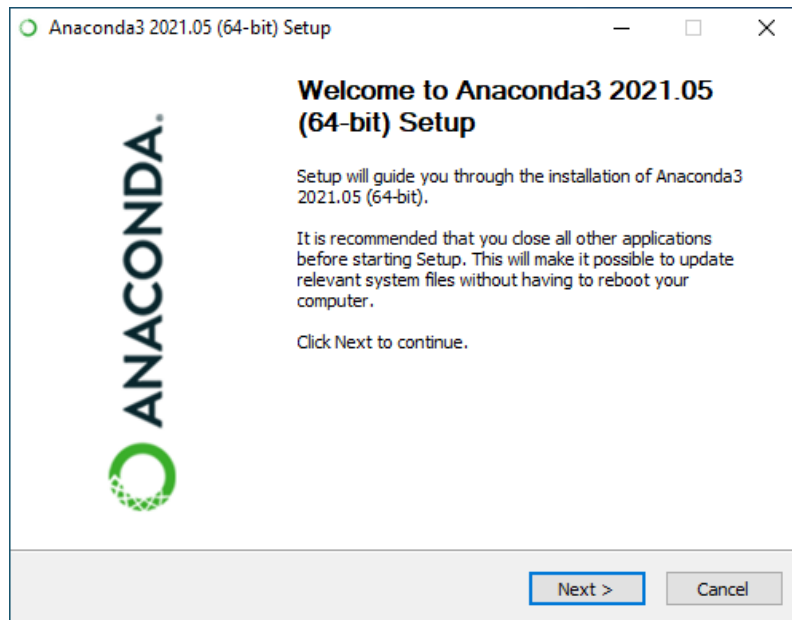 Anaconda3 2021.05 (64-bit) Setup
Welcome to Anaconda3 2021.05
(64-bit) Setup
ANACONDA.
Setup will guide you through the installation of Anaconda3
2021.05 (64-bit).
It is recommended that you close all other applications
before starting Setup. This will make it possible to update
relevant system files without having to reboot your
computer.
Click Next to continue.
Next >
Cancel